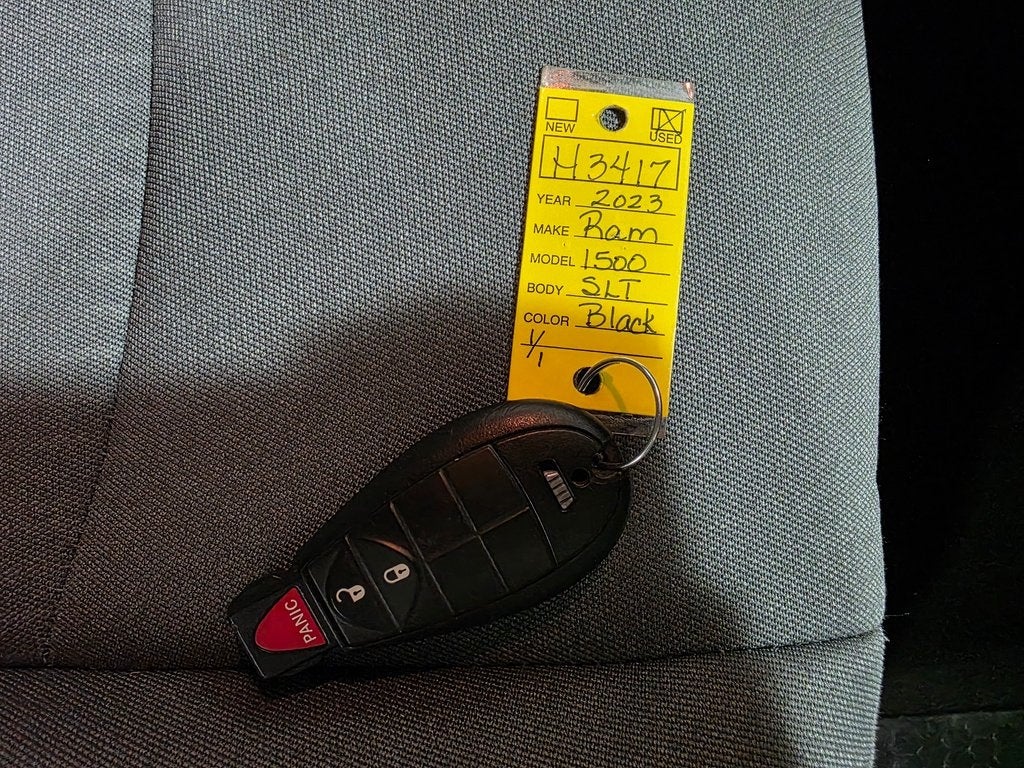 NEW USED
H3417
YEAR 2023
MAKE Ram
MODEL 1500
BODY SLT
COLOR Black
1/1
PANIC